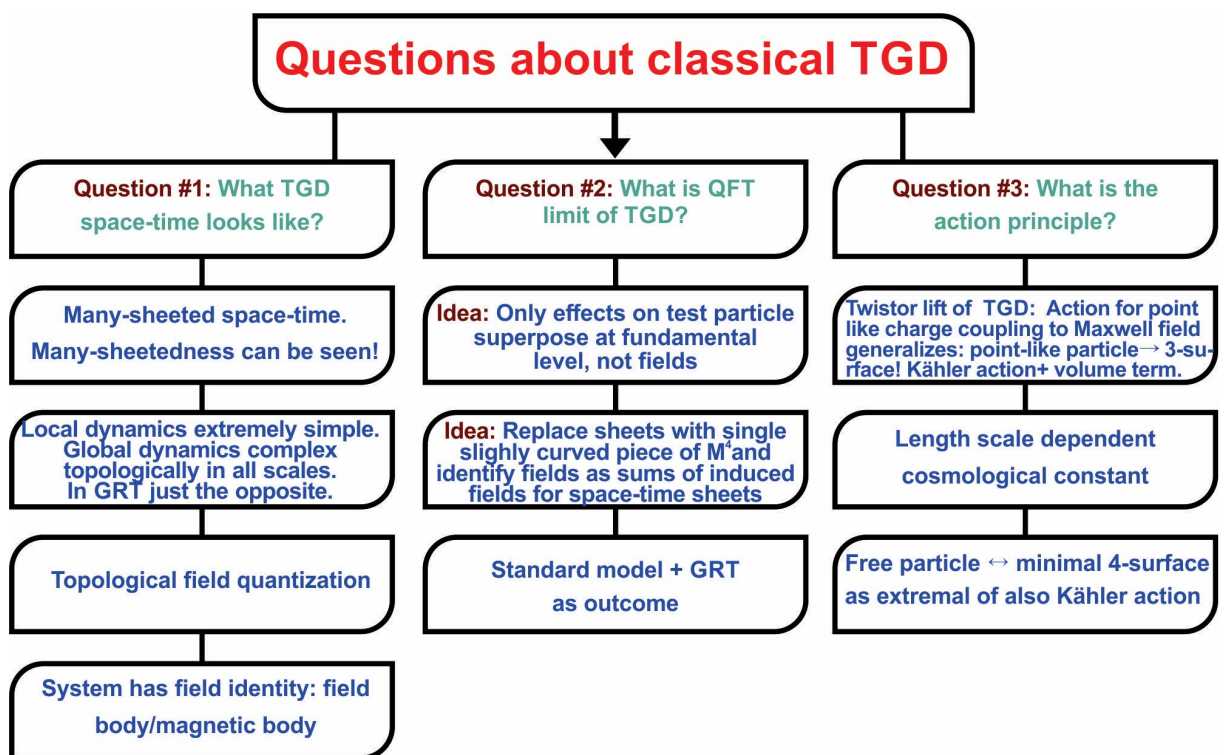 Questions about classical TGD
Question #1: What TGD
space-time looks like?
Many-sheeted space-time.
Many-sheetedness can be seen!
Local dynamics extremely simple.
Global dynamics complex
topologically in all scales.
In GRT just the opposite.
Topological field quantization
System has field identity: field
body/magnetic body
Question #2: What is QFT
limit of TGD?
Idea: Only effects on test particle
superpose at fundamental
level, not fields
Idea: Replace sheets with single
slighly curved piece of M⁴and
identify fields as sums of induced
fields for space-time sheets
Standard model + GRT
as outcome
Question #3: What is the
action principle?
Twistor lift of TGD: Action for point
like charge coupling to Maxwell field
generalizes: point-like particle→ 3-su-
rface! Kähler action+ volume term.
Length scale dependent
cosmological constant
Free particle ↔ minimal 4-surface
as extremal of also Kähler action